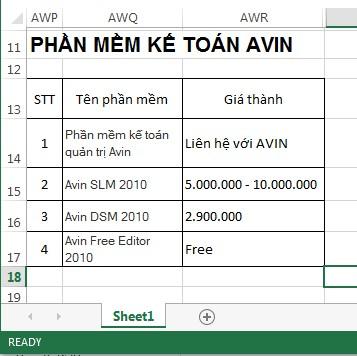 AWP AWQ AWR
11 PHẦN MỀM KẾ TOÁN AVIN
12
13 STT Tên phần mềm Giá thành
14 1 Phần mềm kế toán
quản trị Avin Liên hệ với AVIN
15 2 Avin SLM 2010 5.000.000 - 10.000.000
16 3 Avin DSM 2010 2.900.000
17 4 Avin Free Editor
2010 Free
18
19
Sheet1
READY